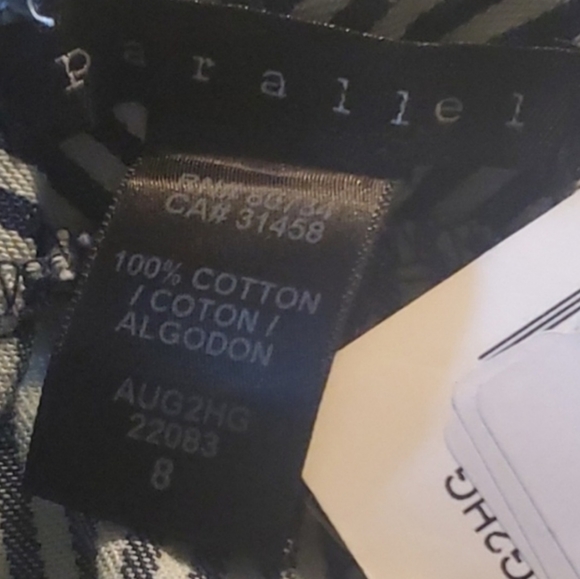 parallel
CA# 31458
100% COTTON
/ COTON /
ALGODON
AUG2HG
22083
8